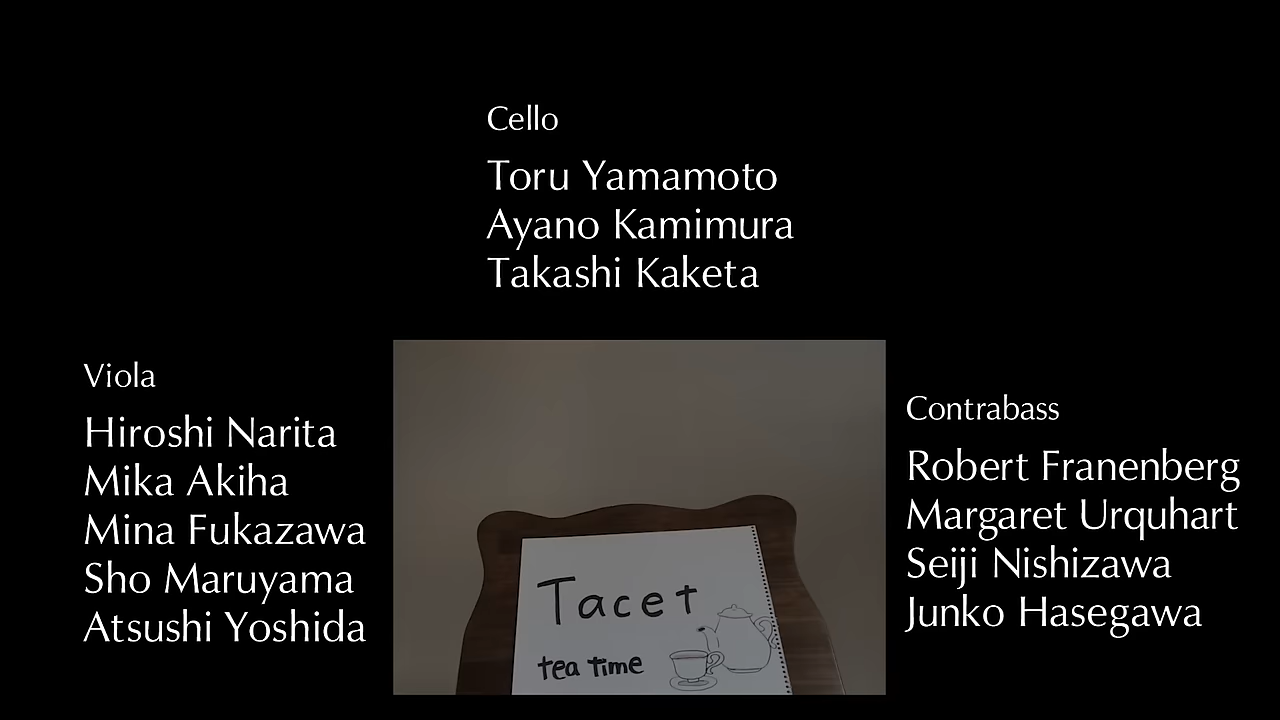 Cello
Toru Yamamoto
Ayano Kamimura
Takashi Kaketa
Viola
Hiroshi Narita
Mika Akiha
Mina Fukazawa
Sho Maruyama
Atsushi Yoshida
Tacet
tea time
Contrabass
Robert Franenberg
Margaret Urquhart
Seiji Nishizawa
Junko Hasegawa